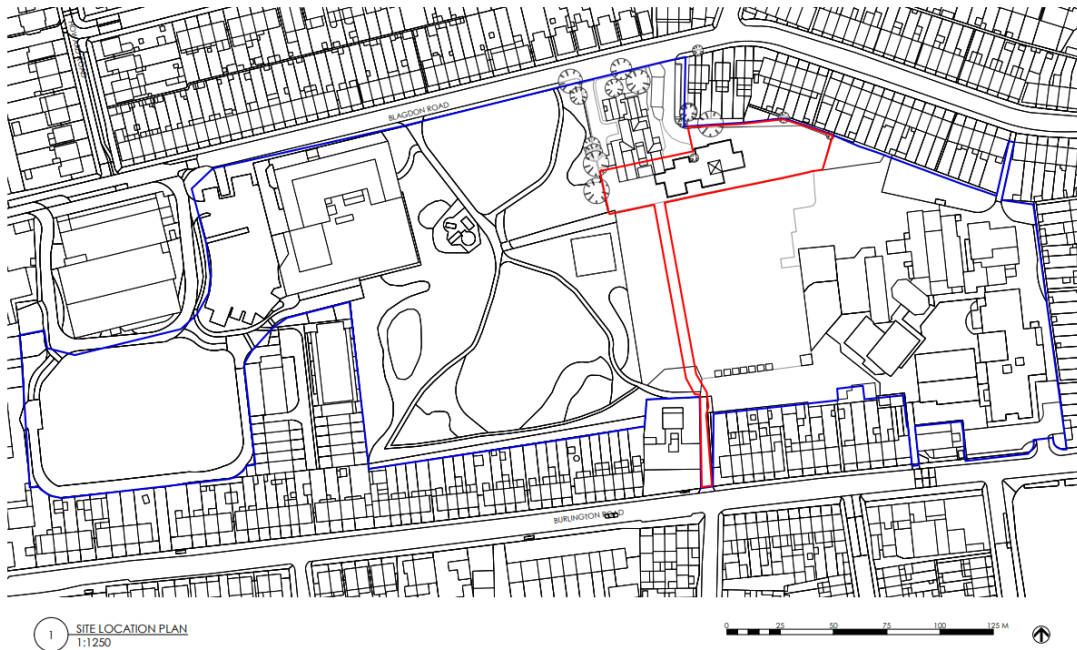 BLAGDON ROAD
BURLINGTON ROAD
1
SITE LOCATION PLAN
1:1250
0 25 50 75 100 125 M